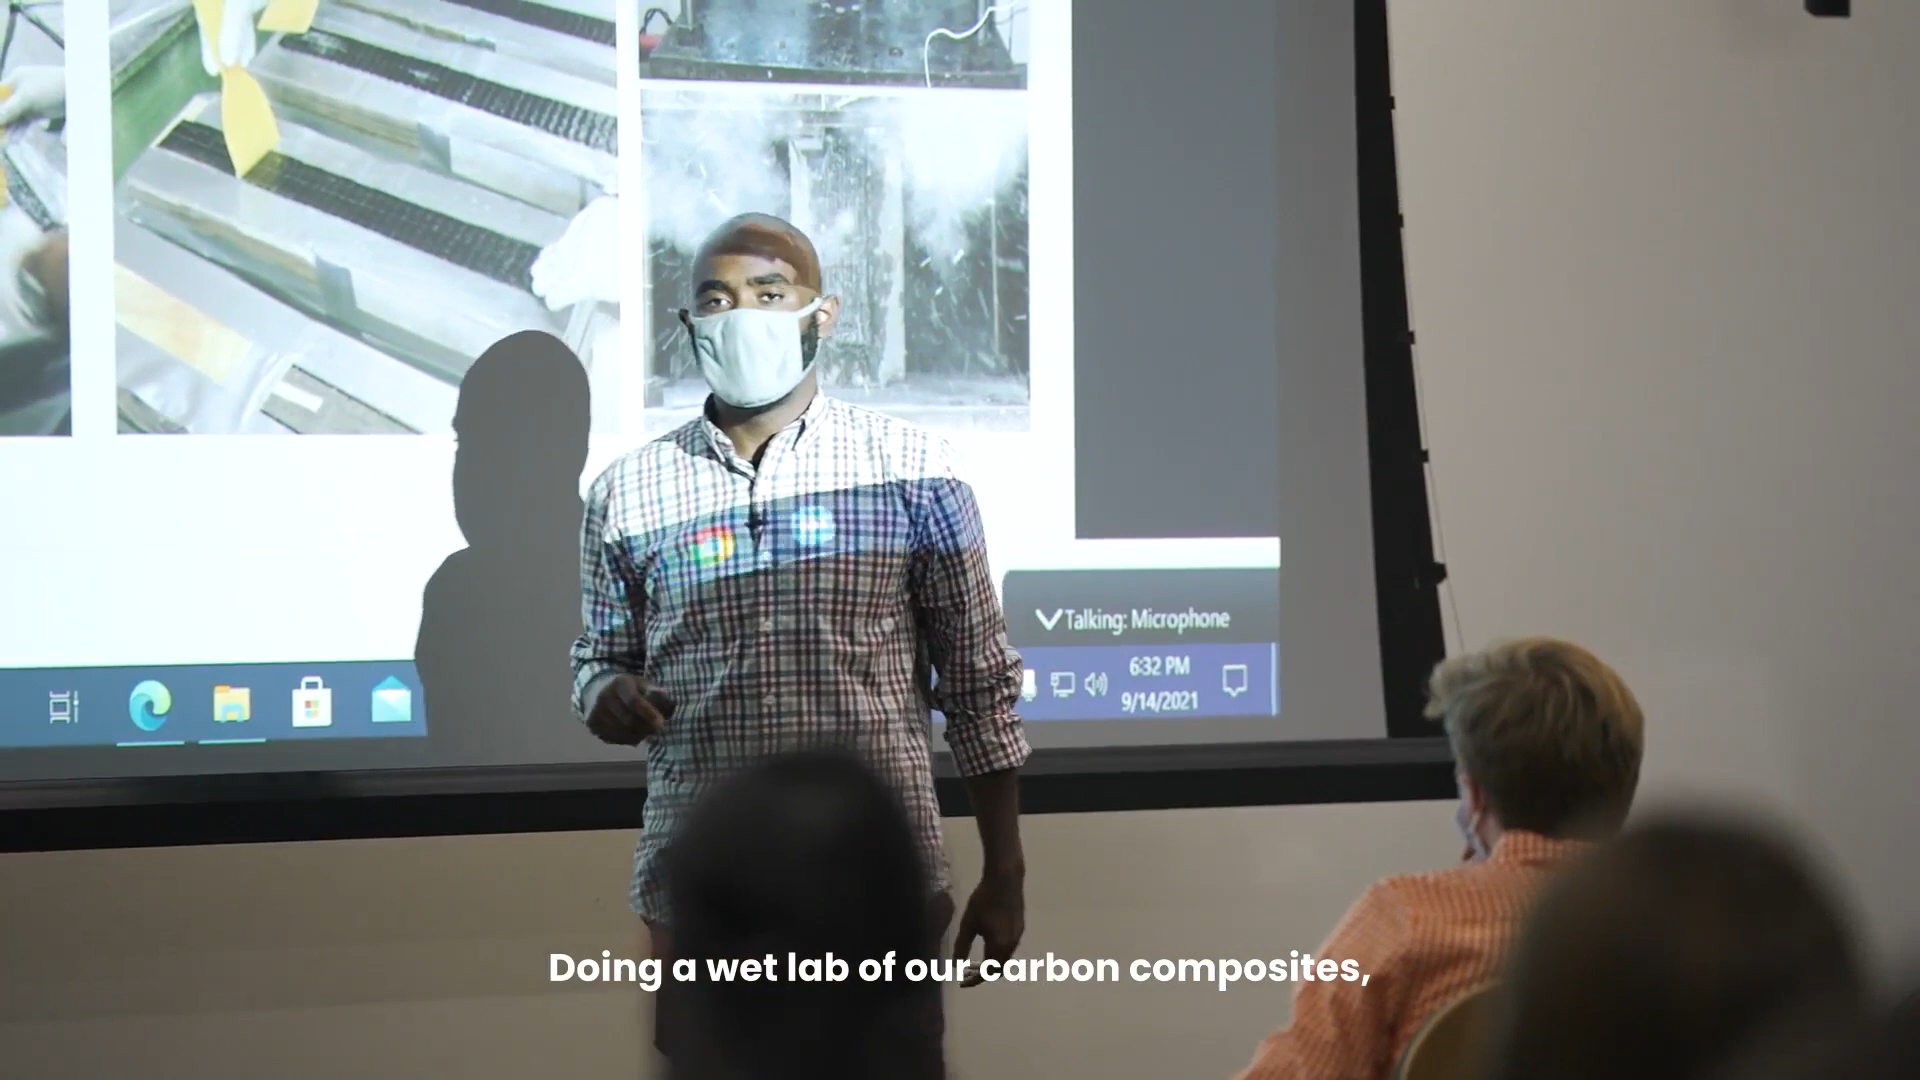 Talking: Microphone
6:32 PM
9/14/2021
Doing a wet lab of our carbon composites,